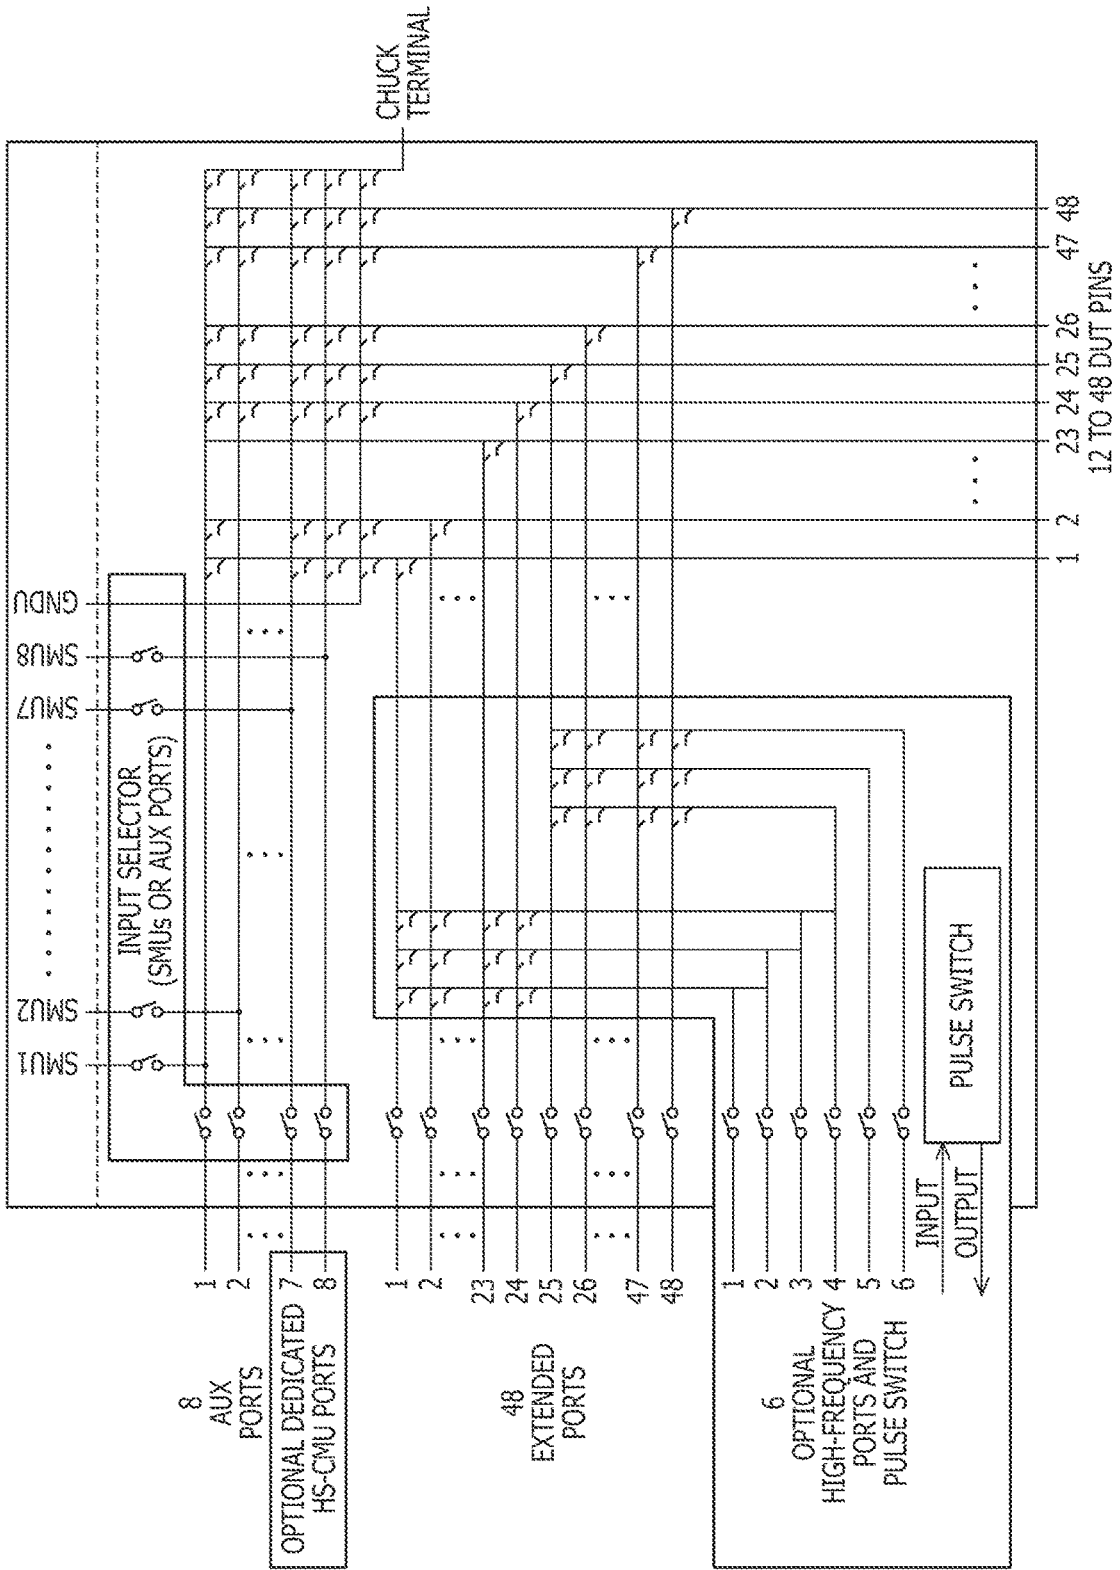 SMU1
SMU2
SMU7
SMU8
GNDU
INPUT SELECTOR
(SMUs OR AUX PORTS)
CHUCK
TERMINAL
8
AUX
PORTS
1
2
7
8
OPTIONAL DEDICATED
HS-CMU PORTS
48
EXTENDED
PORTS
1
2
23
24
25
26
47
48
6
OPTIONAL
HIGH-FREQUENCY
PORTS AND
PULSE SWITCH
1
2
3
4
5
6
INPUT
OUTPUT
PULSE SWITCH
1
2
23
24
25
26
47
48
12 TO 48 DUT PINS